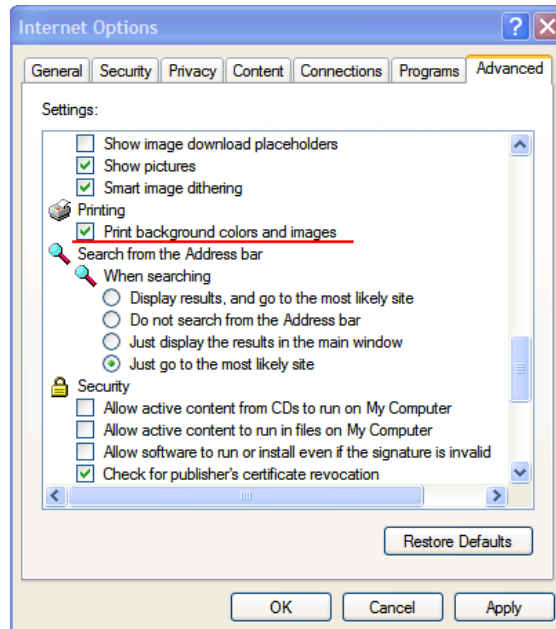 Internet Options
General Security Privacy Content Connections Programs Advanced
Settings:
Show image download placeholders
Show pictures
Smart image dithering
Printing
Print background colors and images
Search from the Address bar
When searching
Display results, and go to the most likely site
Do not search from the Address bar
Just display the results in the main window
Just go to the most likely site
Security
Allow active content from CDs to run on My Computer
Allow active content to run in files on My Computer
Allow software to run or install even if the signature is invalid
Check for publisher's certificate revocation
Restore Defaults
OK Cancel Apply